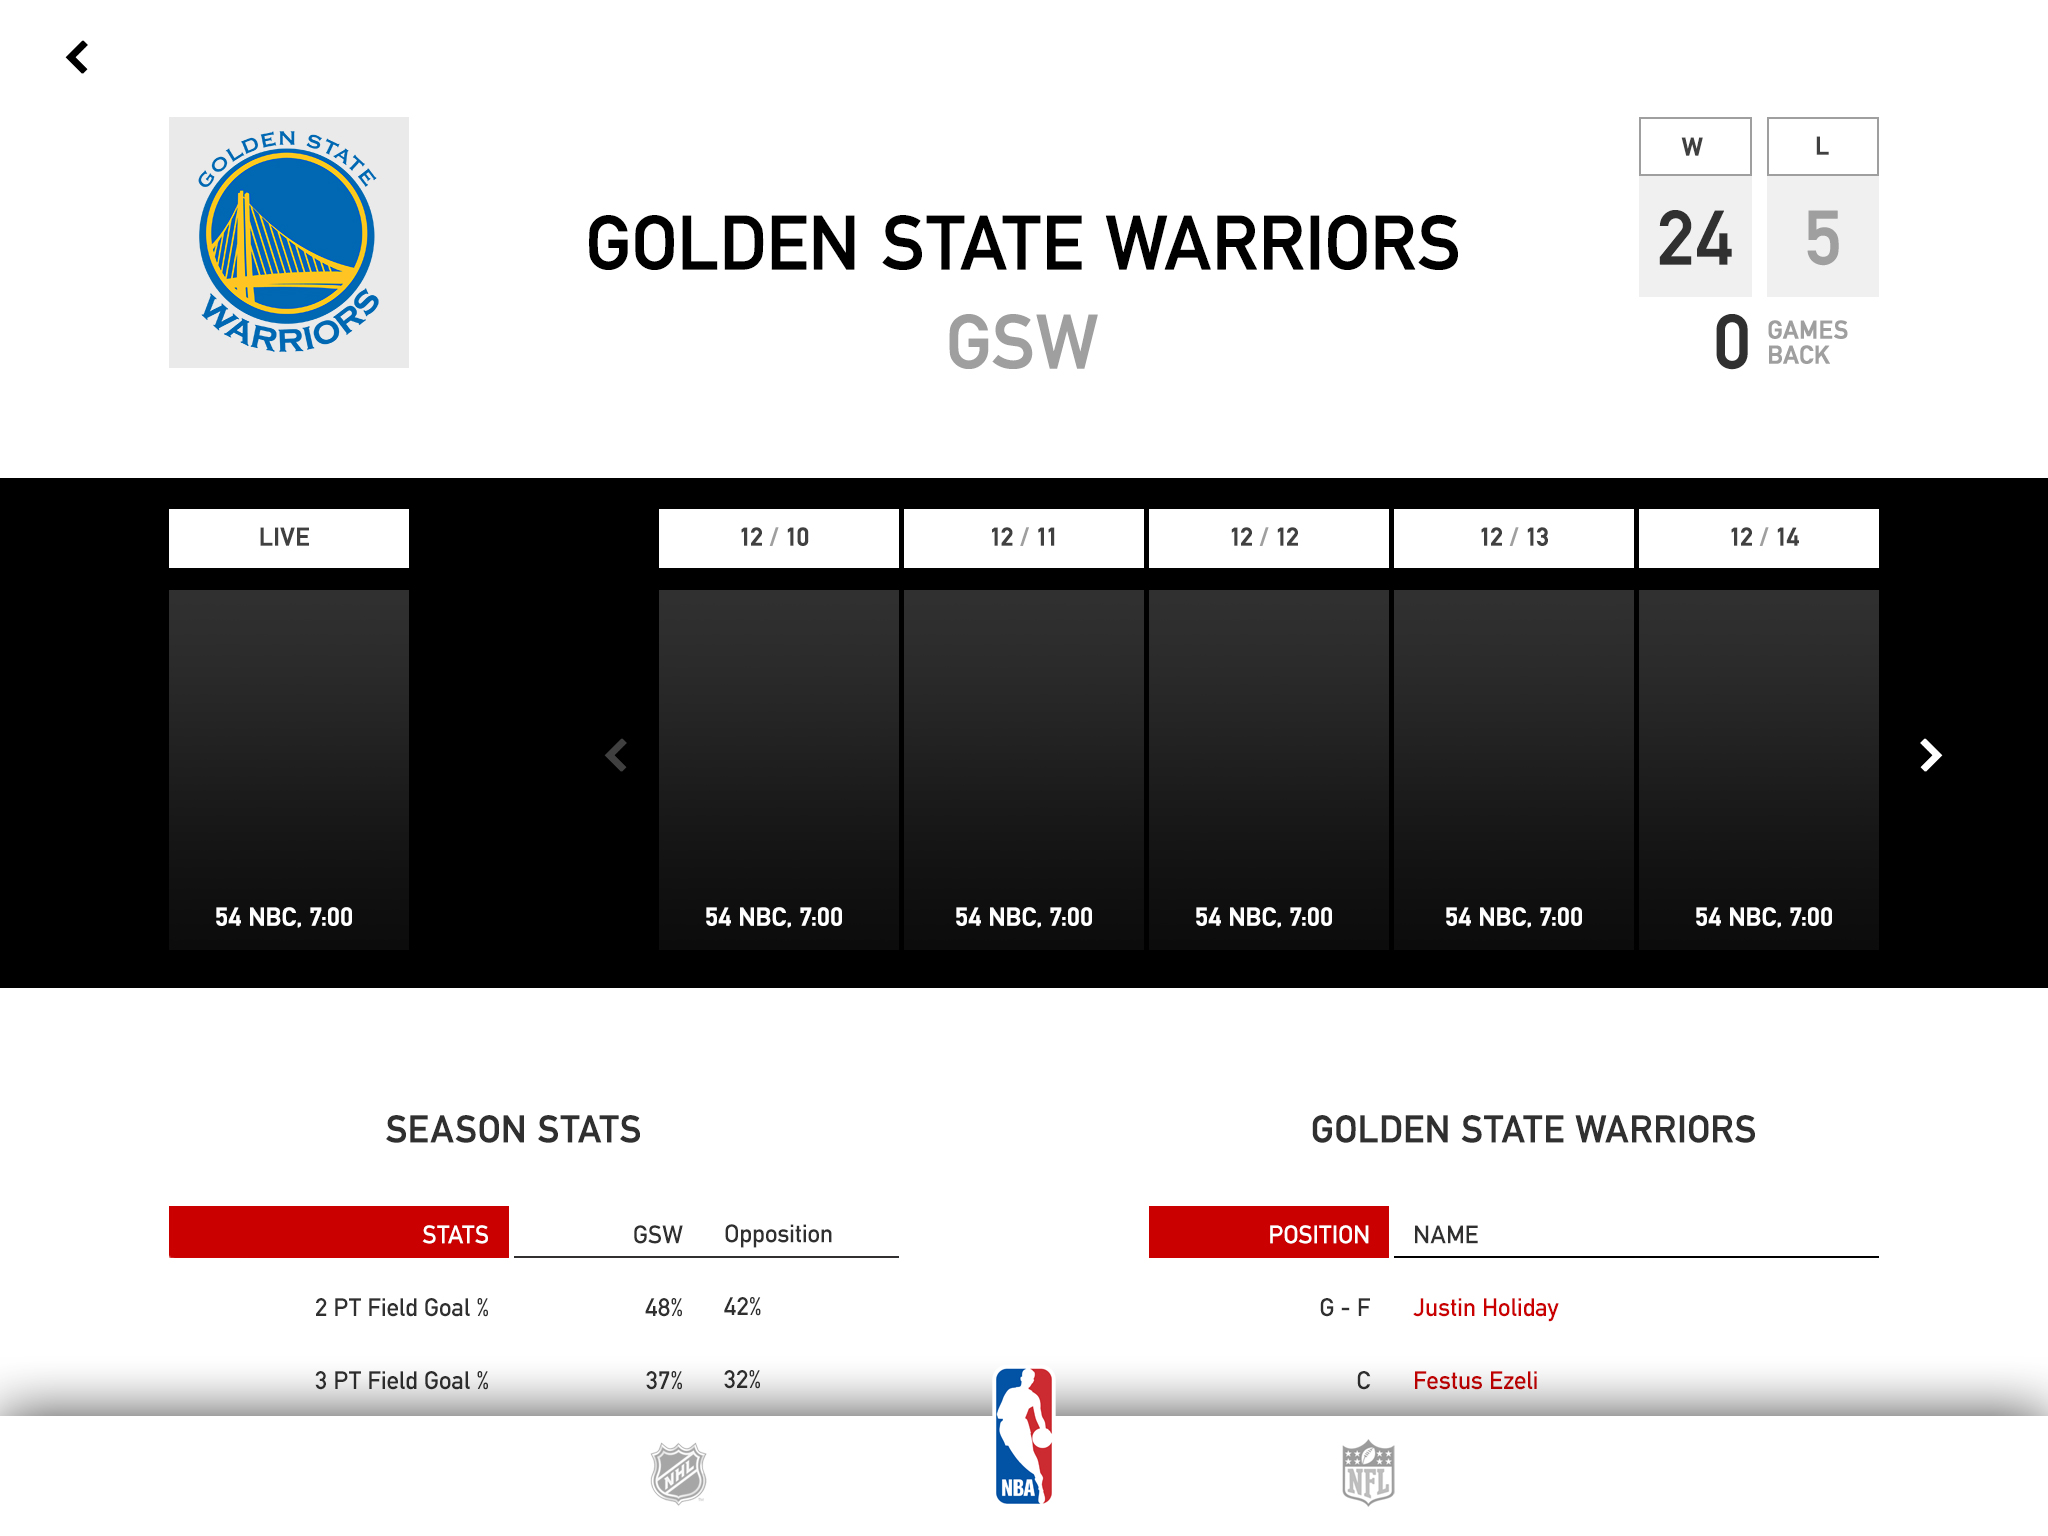 GOLDEN STATE
WARRIORS
GOLDEN STATE WARRIORS
GSW
W
L
24
5
0 GAMES BACK
LIVE
12 / 10
12 / 11
12 / 12
12 / 13
12 / 14
54 NBC, 7:00
54 NBC, 7:00
54 NBC, 7:00
54 NBC, 7:00
54 NBC, 7:00
54 NBC, 7:00
SEASON STATS
STATS GSW Opposition
2 PT Field Goal % 48% 42%
3 PT Field Goal % 37% 32%
GOLDEN STATE WARRIORS
POSITION NAME
G - F Justin Holiday
C Festus Ezeli
NHL
NBA
NFL